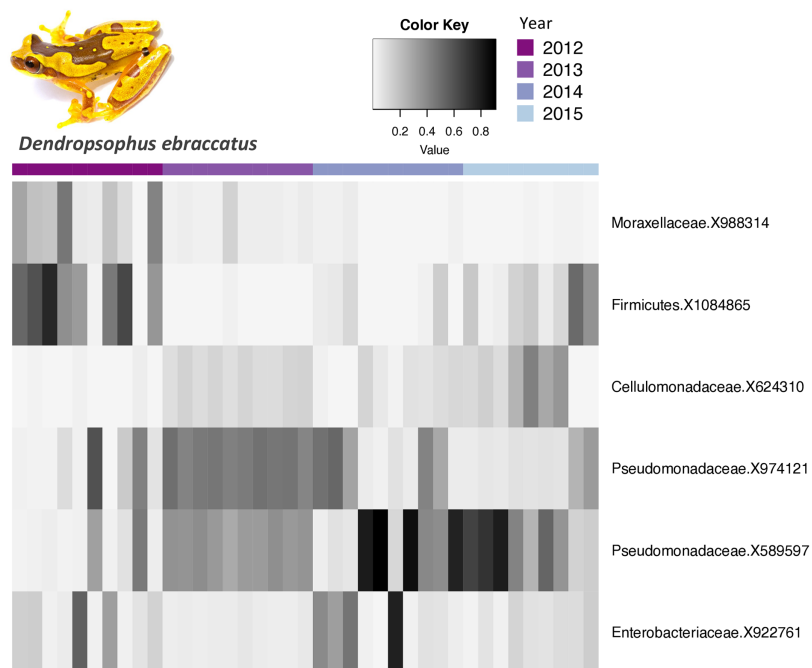 Color Key
0.2 0.4 0.6 0.8
Value
Year
2012
2013
2014
2015
Dendropsophus ebraccatus
Moraxellaceae.X988314
Firmicutes.X1084865
Cellulomonadaceae.X624310
Pseudomonadaceae.X974121
Pseudomonadaceae.X589597
Enterobacteriaceae.X922761